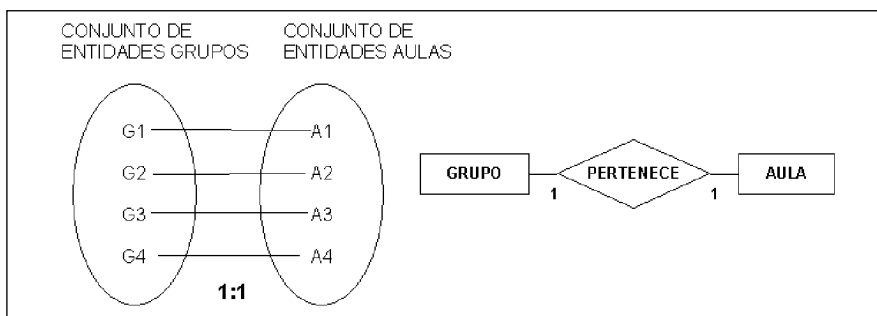 CONJUNTO DE
ENTIDADES GRUPOS
CONJUNTO DE
ENTIDADES AULAS
G1
A1
G2
A2
G3
A3
G4
A4
1:1
GRUPO
1
PERTENECE
1
AULA